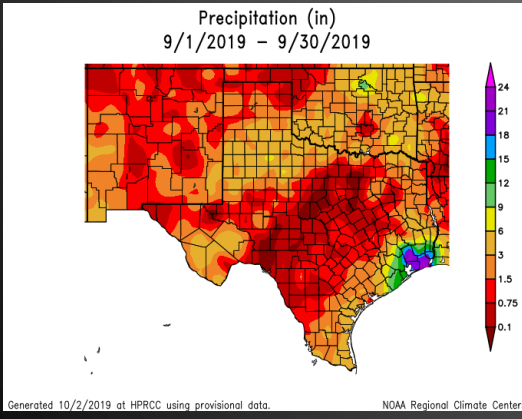 Precipitation (in)
9/1/2019 – 9/30/2019
24
21
18
15
12
9
6
3
1.5
0.75
0.1
Generated 10/2/2019 at HPRCC using provisional data.
NOAA Regional Climate Center